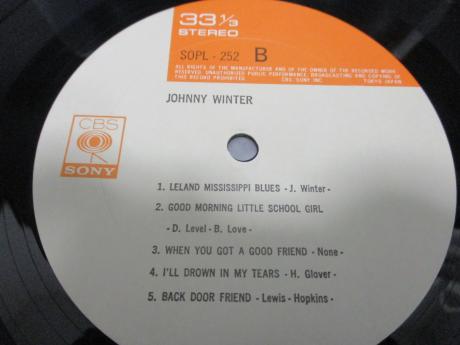 33 1/3
STEREO
SOPL - 252 B
ALL RIGHTS OF THE MANUFACTURER AND OF THE OWNER OF THE RECORDED WORK
RESERVED. UNAUTHORISED PUBLIC PERFORMANCE, BROADCASTING AND COPYING OF
THIS RECORD PROHIBITED. CBS/SONY INC. TOKYO JAPAN
JOHNNY WINTER
CBS
SONY
1. LELAND MISSISSIPPI BLUES - J. Winter -
2. GOOD MORNING LITTLE SCHOOL GIRL
- D. Level - B. Love -
3. WHEN YOU GOT A GOOD FRIEND - None -
4. I'LL DROWN IN MY TEARS - H. Glover -
5. BACK DOOR FRIEND - Lewis - Hopkins -